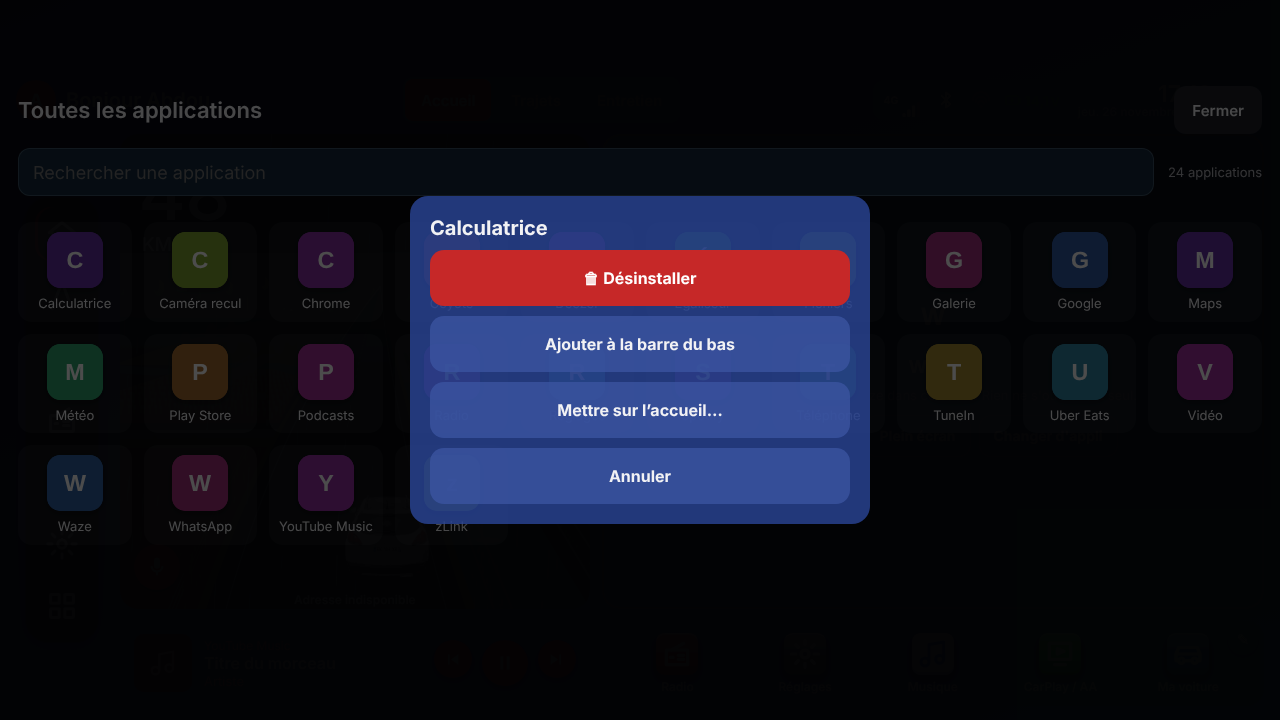 Toutes les applications
Fermer
Rechercher une application
24 applications
48
Calculatrice
C
C
C
G
G
M
🗑 Désinstaller
Calculatrice
Caméra recul
Chrome
Galerie
Google
Maps
Ajouter à la barre du bas
M
P
P
R
R
S
T
T
U
V
Météo
Play Store
Podcasts
TuneIn
Uber Eats
Vidéo
Mettre sur l’accueil…
W
W
Y
Annuler
Waze
WhatsApp
YouTube Music
zLink